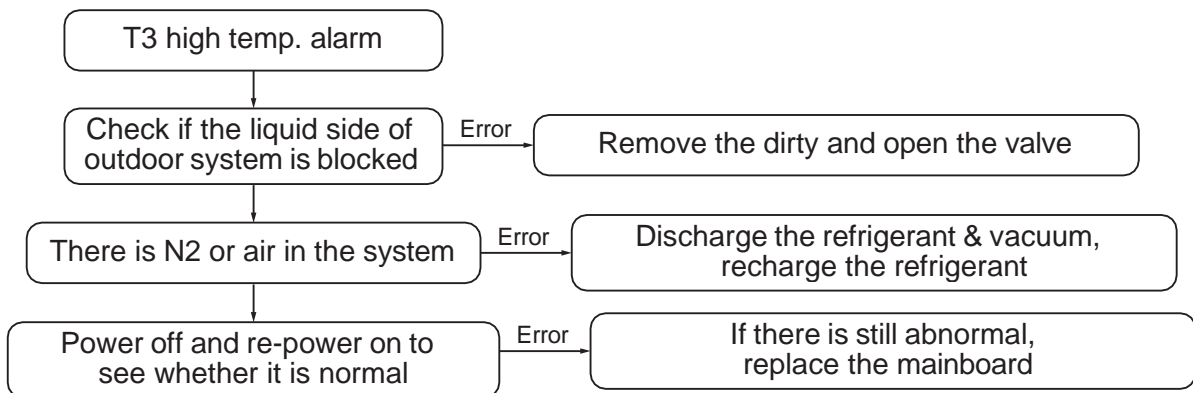 T3 high temp. alarm
Check if the liquid side of
outdoor system is blocked
Error
Remove the dirty and open the valve
There is N2 or air in the system
Error
Discharge the refrigerant & vacuum,
recharge the refrigerant
Power off and re-power on to
see whether it is normal
Error
If there is still abnormal,
replace the mainboard